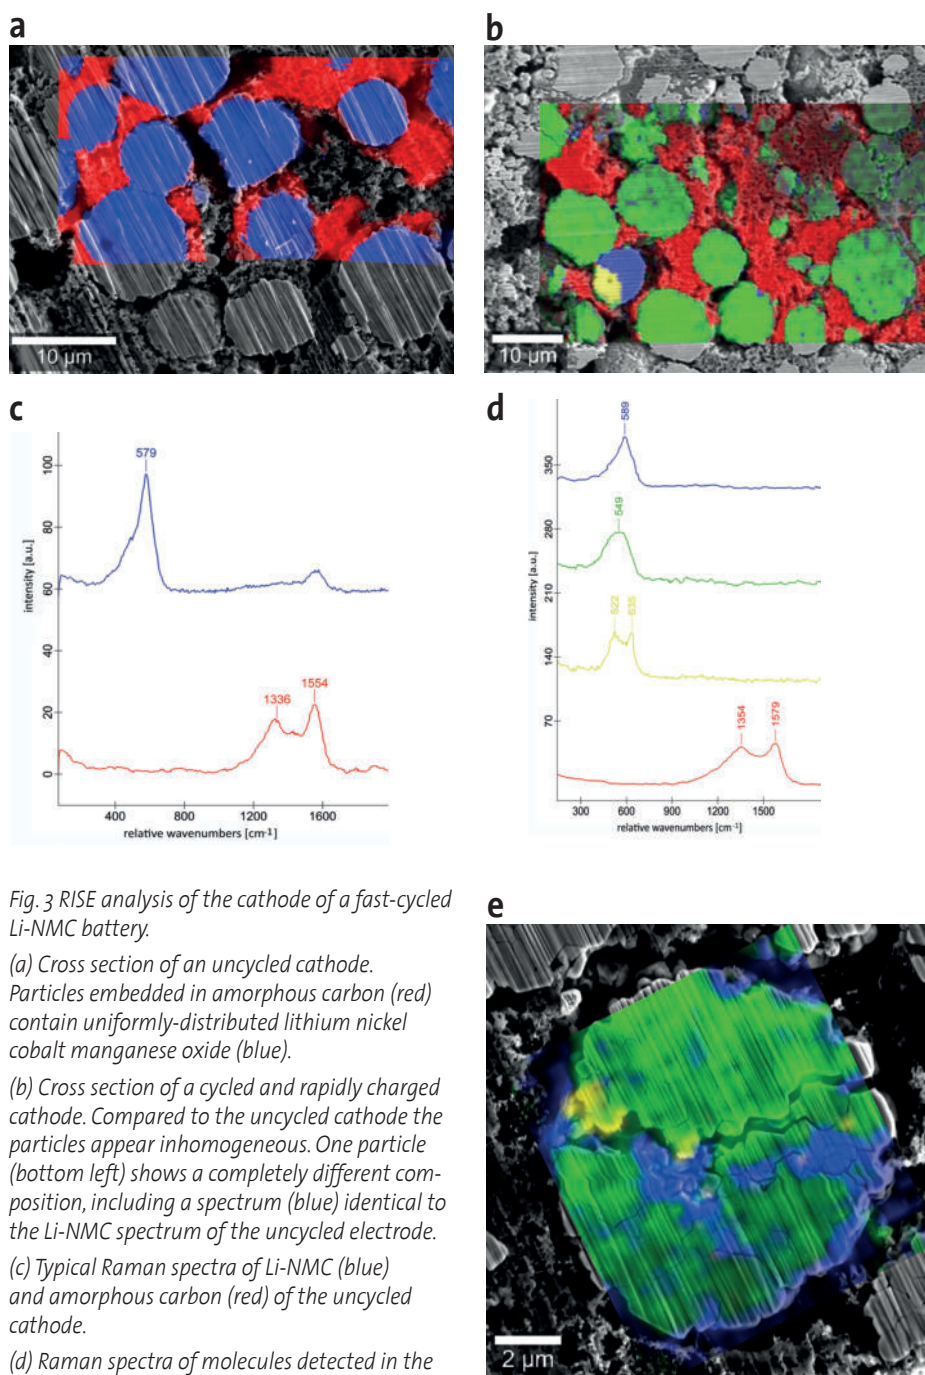 a
b
10 µm
10 µm
c
d
579
1554
1336
100
80
60
40
20
0
intensity [a.u.]
400
800
1200
1600
relative wavenumbers [cm-1]
589
549
522
635
1354
1579
350
280
210
140
70
intensity [a.u.]
300
600
900
1200
1500
relative wavenumbers [cm-1]
Fig. 3 RISE analysis of the cathode of a fast-cycled
Li-NMC battery.
(a) Cross section of an uncycled cathode.
Particles embedded in amorphous carbon (red)
contain uniformly-distributed lithium nickel
cobalt manganese oxide (blue).
(b) Cross section of a cycled and rapidly charged
cathode. Compared to the uncycled cathode the
particles appear inhomogeneous. One particle
(bottom left) shows a completely different com-
position, including a spectrum (blue) identical to
the Li-NMC spectrum of the uncycled electrode.
(c) Typical Raman spectra of Li-NMC (blue)
and amorphous carbon (red) of the uncycled
cathode.
(d) Raman spectra of molecules detected in the
e
2 µm